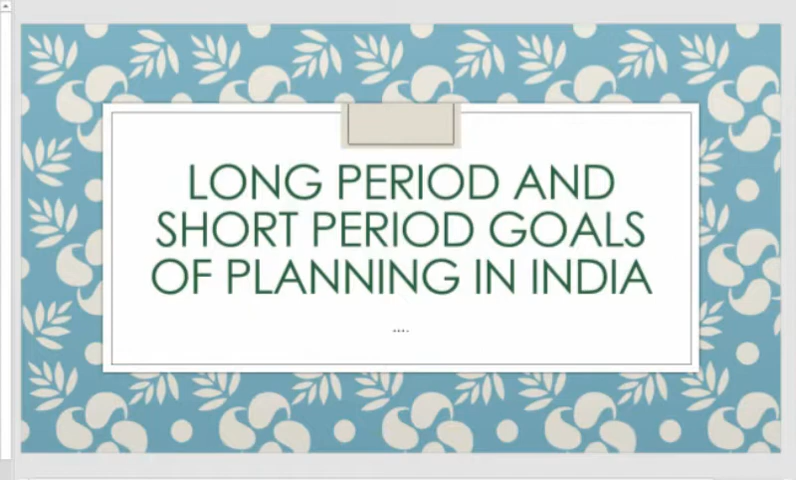 LONG PERIOD AND
SHORT PERIOD GOALS
OF PLANNING IN INDIA
....